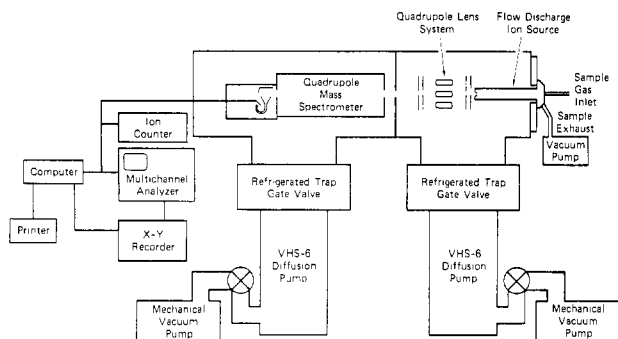 Quadrupole Lens
System
Flow Discharge
Ion Source
Quadrupole
Mass
Spectrometer
Sample
Gas
Inlet
Sample
Exhaust
Vacuum
Pump
Ion
Counter
Computer
Multichannel
Analyzer
Printer
X-Y
Recorder
Refrigerated Trap
Gate Valve
Refrigerated Trap
Gate Valve
VHS-6
Diffusion
Pump
VHS-6
Diffusion
Pump
Mechanical
Vacuum
Pump
Mechanical
Vacuum
Pump